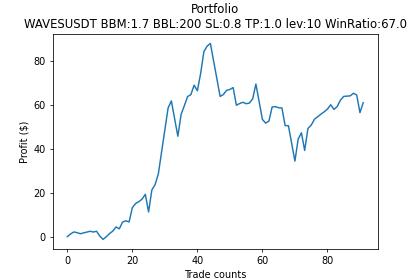 Portfolio
WAVESUSDT BBM:1.7 BBL:200 SL:0.8 TP:1.0 lev:10 WinRatio:67.0
Profit ($)
80
60
40
20
0
0 20 40 60 80
Trade counts